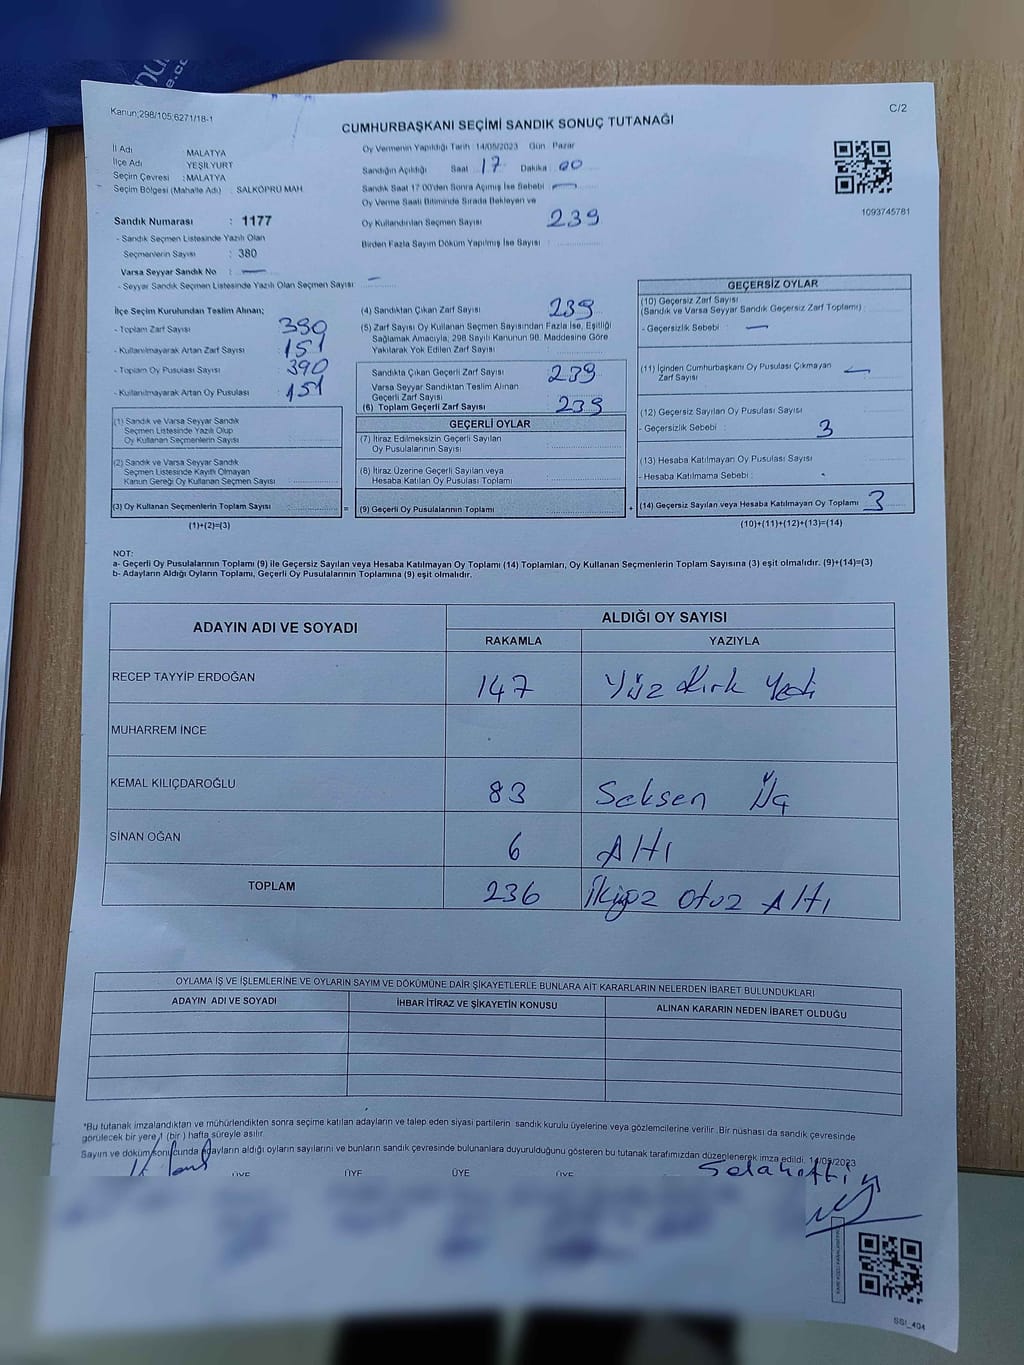 Kanun;298/105;6271/18-1
C/2
CUMHURBAŞKANI SEÇİMİ SANDIK SONUÇ TUTANAĞI
İl Adı MALATYA
İlçe Adı YEŞİLYURT
Seçim Çevresi : MALATYA
Seçim Bölgesi (Mahalle Adı) : SALKÖPRÜ MAH
Sandık Numarası : 1177
- Sandık Seçmen Listesinde Yazılı Olan
Seçmenlerin Sayısı : 380
Varsa Seyyar Sandık No : —
- Seyyar Sandık Seçmen Listesinde Yazılı Olan Seçmen Sayısı : —
Oy Vermenin Yapıldığı Tarih : 14/05/2023 Gün : Pazar
Sandığın Açıldığı Saat : 17 Dakika : 00
Sandık Saat 17:00'den Sonra Açımış İse Sebebi : —
Oy Verme Saati Bitiminde Sırada Bekleyen ve
Oy Kullandırılan Seçmen Sayısı 239
Birden Fazla Sayım Döküm Yapılmış İse Sayısı :
1093745781
İlçe Seçim Kurulundan Teslim Alınan;
- Toplam Zarf Sayısı 390
- Kullanılmayarak Artan Zarf Sayısı 151
- Toplam Oy Pusulası Sayısı 390
- Kullanılmayarak Artan Oy Pusulası 151
(1) Sandık ve Varsa Seyyar Sandık
Seçmen Listesinde Yazılı Olup
Oy Kullanan Seçmenlerin Sayısı :
(2) Sandık ve Varsa Seyyar Sandık
Seçmen Listesinde Kayıtlı Olmayan
Kanun Gereği Oy Kullanan Seçmen Sayısı :
(3) Oy Kullanan Seçmenlerin Toplam Sayısı =
(1)+(2)=(3)
(4) Sandıktan Çıkan Zarf Sayısı 239
(5) Zarf Sayısı Oy Kullanan Seçmen Sayısından Fazla İse, Eşitliği
Sağlamak Amacıyla; 298 Sayılı Kanunun 98. Maddesine Göre
Yakılarak Yok Edilen Zarf Sayısı :
Sandıkta Çıkan Geçerli Zarf Sayısı : 239
Varsa Seyyar Sandıktan Teslim Alınan
Geçerli Zarf Sayısı
(6) Toplam Geçerli Zarf Sayısı 239
GEÇERLİ OYLAR
(7) İtiraz Edilmeksizin Geçerli Sayılan
Oy Pusulalarının Sayısı :
(8) İtiraz Üzerine Geçerli Sayılan veya
Hesaba Katılan Oy Pusulası Toplamı :
(9) Geçerli Oy Pusulalarının Toplamı +
GEÇERSİZ OYLAR
(10) Geçersiz Zarf Sayısı
(Sandık ve Varsa Seyyar Sandık Geçersiz Zarf Toplamı) :
- Geçersizlik Sebebi : —
(11) İçinden Cumhurbaşkanı Oy Pusulası Çıkmayan
Zarf Sayısı : —
(12) Geçersiz Sayılan Oy Pusulası Sayısı
- Geçersizlik Sebebi : 3
(13) Hesaba Katılmayan Oy Pusulası Sayısı
- Hesaba Katılmama Sebebi :
(14) Geçersiz Sayılan veya Hesaba Katılmayan Oy Toplamı 3
(10)+(11)+(12)+(13)=(14)
NOT:
a- Geçerli Oy Pusulalarının Toplamı (9) ile Geçersiz Sayılan veya Hesaba Katılmayan Oy Toplamı (14) Toplamları, Oy Kullanan Seçmenlerin Toplam Sayısına (3) eşit olmalıdır. (9)+(14)=(3)
b- Adayların Aldığı Oyların Toplamı, Geçerli Oy Pusulalarının Toplamına (9) eşit olmalıdır.
ADAYIN ADI VE SOYADI ALDIĞI OY SAYISI
RAKAMLA YAZIYLA
RECEP TAYYİP ERDOĞAN 147 Yüz Kırk Yedi
MUHARREM İNCE
KEMAL KILIÇDAROĞLU 83 Seksen Üç
SİNAN OĞAN 6 Altı
TOPLAM 236 İkiyüz Otuz Altı
OYLAMA İŞ VE İŞLEMLERİNE VE OYLARIN SAYIM VE DÖKÜMÜNE DAİR ŞİKAYETLERLE BUNLARA AİT KARARLARIN NELERDEN İBARET BULUNDUKLARI
ADAYIN ADI VE SOYADI İHBAR İTİRAZ VE ŞİKAYETİN KONUSU ALINAN KARARIN NEDEN İBARET OLDUĞU
*Bu tutanak imzalandıktan ve mühürlendikten sonra seçime katılan adayların ve talep eden siyasi partilerin sandık kurulu üyelerine veya gözlemcilerine verilir. Bir nüshası da sandık çevresinde
görülecek bir yere 1 (bir) hafta süreyle asılır
Sayım ve döküm sonucunda adayların aldığı oyların sayılarını ve bunların sandık çevresinde bulunanlara duyurulduğunu gösteren bu tutanak tarafımızdan düzenlenerek imza edildi. 14/05/2023
ÜYE ÜYE ÜYE ÜYE Selahattin
SSI_404